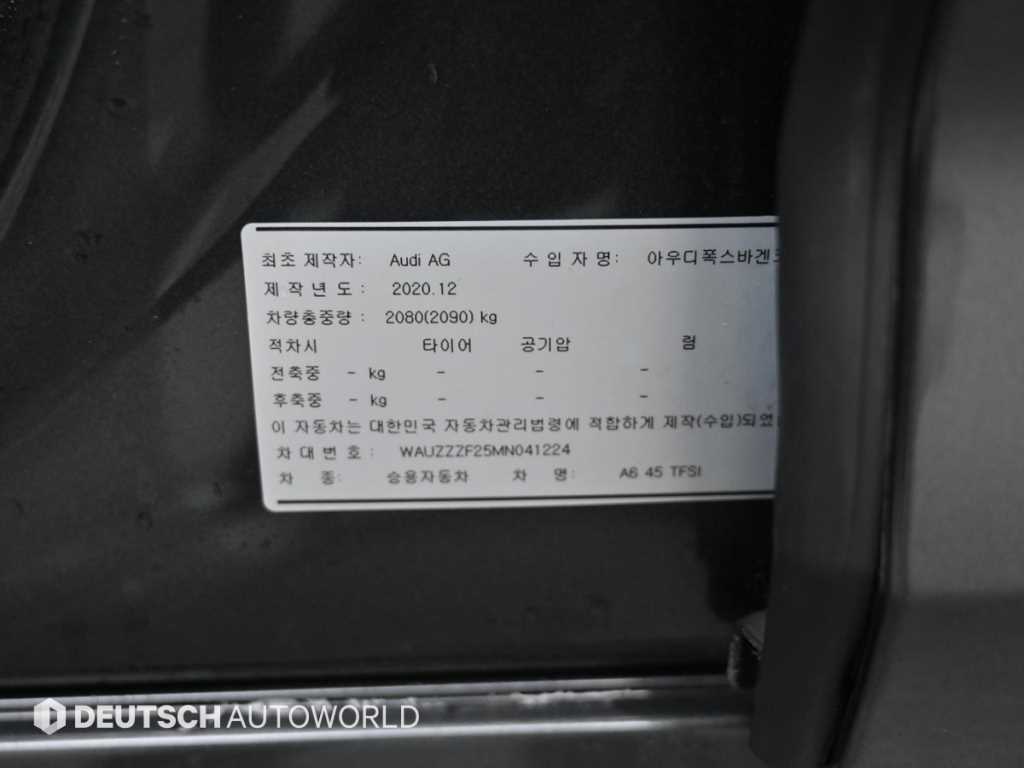 최초 제작자: Audi AG 수 입 자 명: 아우디폭스바겐
제 작 년 도 : 2020.12
차량총중량 : 2080(2090) kg
적차시 타이어 공기압 림
전축중 - kg - - -
후축중 - kg - - -
이 자동차는 대한민국 자동차관리법령에 적합하게 제작(수입)되었
차 대 번 호 : WAUZZZF25MN041224
차 종: 승용자동차 차 명: A6 45 TFSI
DEUTSCH AUTOWORLD